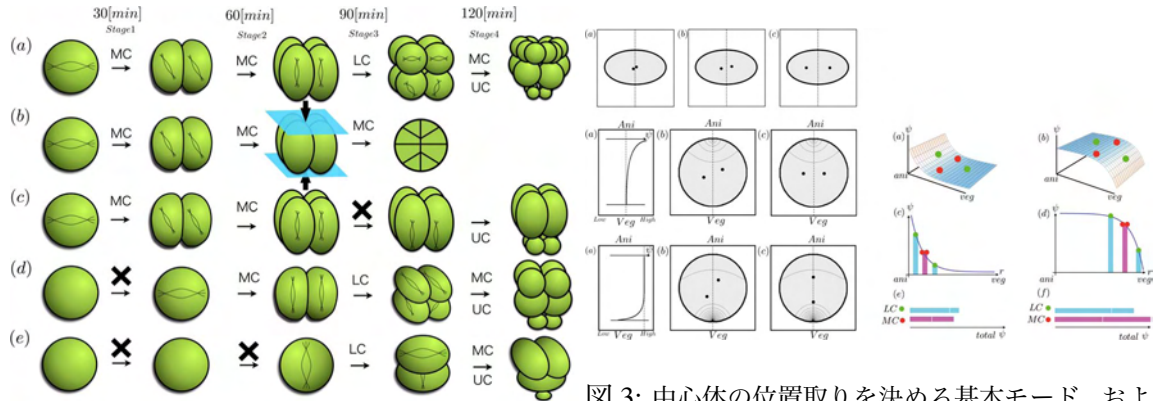 30[min]
60[min]
90[min]
120[min]
Stage1
Stage2
Stage3
Stage4
(a)
MC
MC
LC
MC
UC
(b)
MC
MC
MC
(c)
MC
MC
UC
(d)
MC
LC
MC
UC
(e)
LC
MC
UC
(a)
(b)
(c)
Ani
Ani
(a)
ψ
(b)
(c)
Low
High
Veg
Veg
Ani
Ani
(a)
ψ
(b)
(c)
Low
High
Veg
Veg
(a)
ψ
(b)
ψ
ani
veg
ani
veg
(c)
ψ
(d)
ψ
r
r
ani
veg
ani
veg
(e)
(f)
LC
LC
MC
MC
total ψ
total ψ
図 3: 中心体の位置取りを決める基本モード、およ